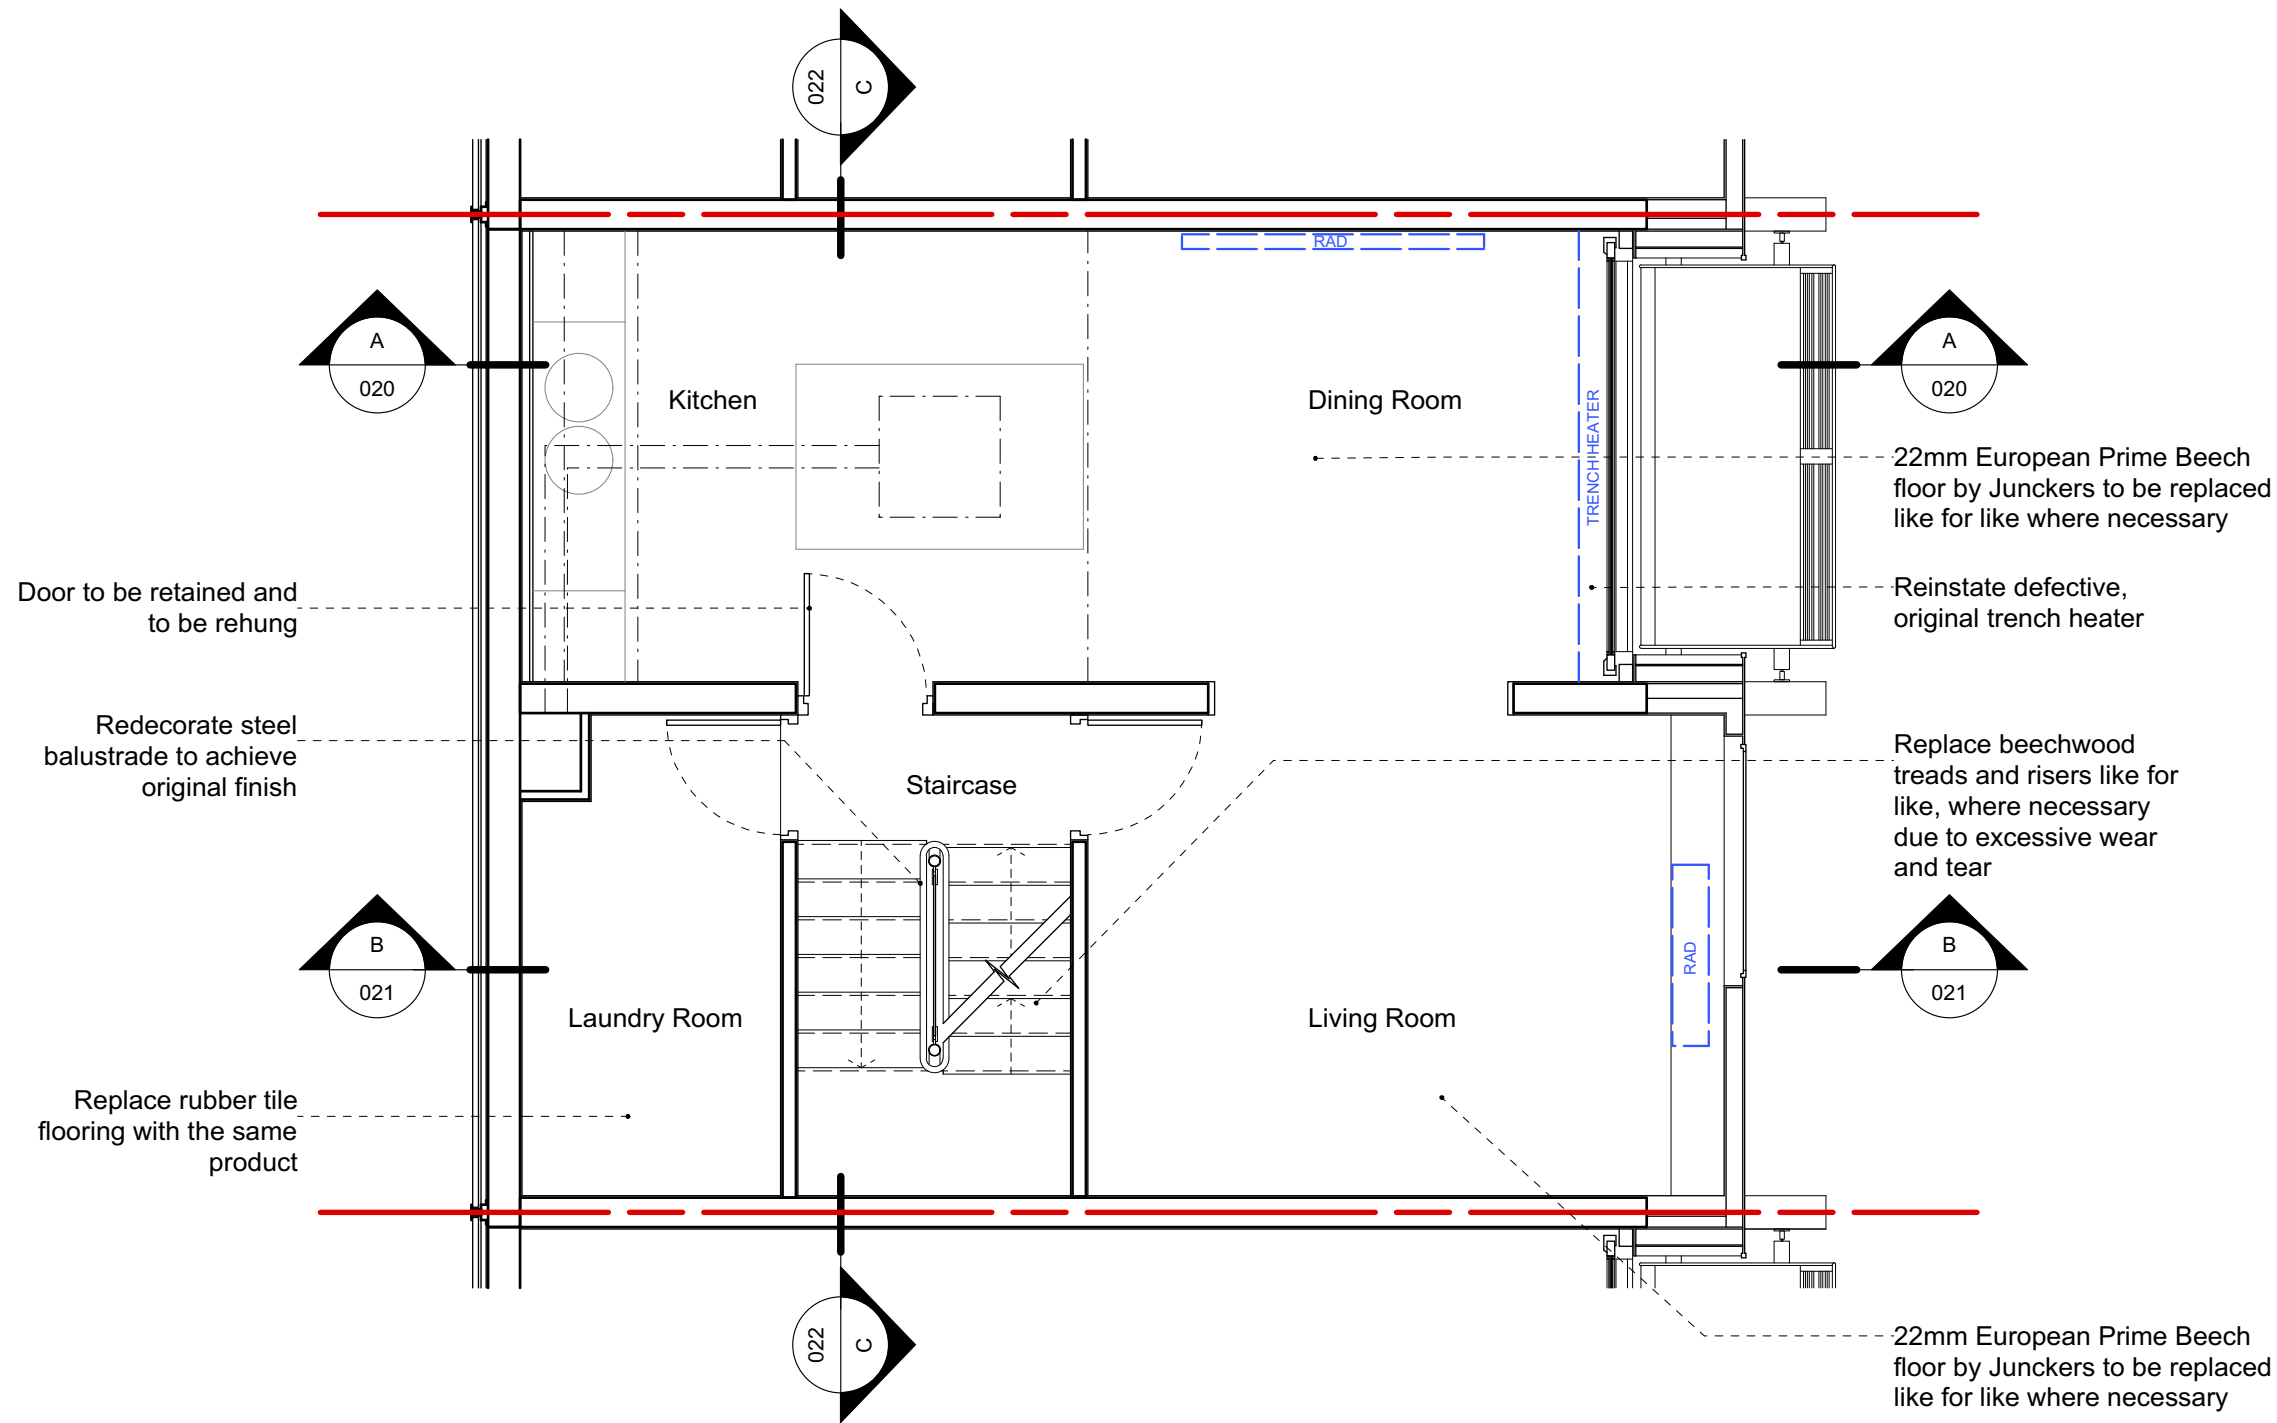 022
C
RAD
A
020
A
020
Kitchen
Dining Room
TRENCH HEATER
22mm European Prime Beech
floor by Junckers to be replaced
like for like where necessary
Door to be retained and
to be rehung
Reinstate defective,
original trench heater
Redecorate steel
balustrade to achieve
original finish
Staircase
Replace beechwood
treads and risers like for
like, where necessary
due to excessive wear
and tear
B
021
RAD
B
021
Laundry Room
Living Room
Replace rubber tile
flooring with the same
product
022
C
22mm European Prime Beech
floor by Junckers to be replaced
like for like where necessary